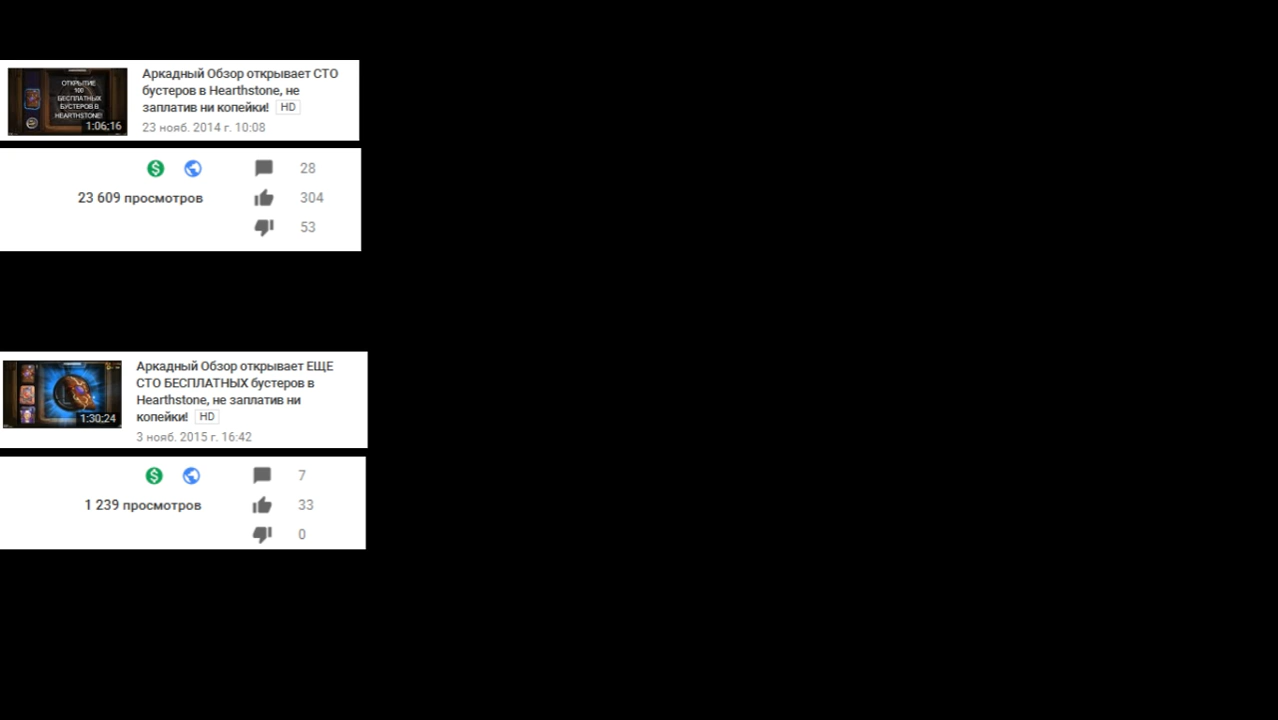 ОТКРЫТИЕ
100
БЕСПЛАТНЫХ
БУСТЕРОВ В
HEARTHSTONE!
1:06:16
Аркадный Обзор открывает СТО
бустеров в Hearthstone, не
заплатив ни копейки! HD
23 нояб. 2014 г. 10:08
28
23 609 просмотров 304
53
1:30:24
Аркадный Обзор открывает ЕЩЕ
СТО БЕСПЛАТНЫХ бустеров в
Hearthstone, не заплатив ни
копейки! HD
3 нояб. 2015 г. 16:42
7
1 239 просмотров 33
0